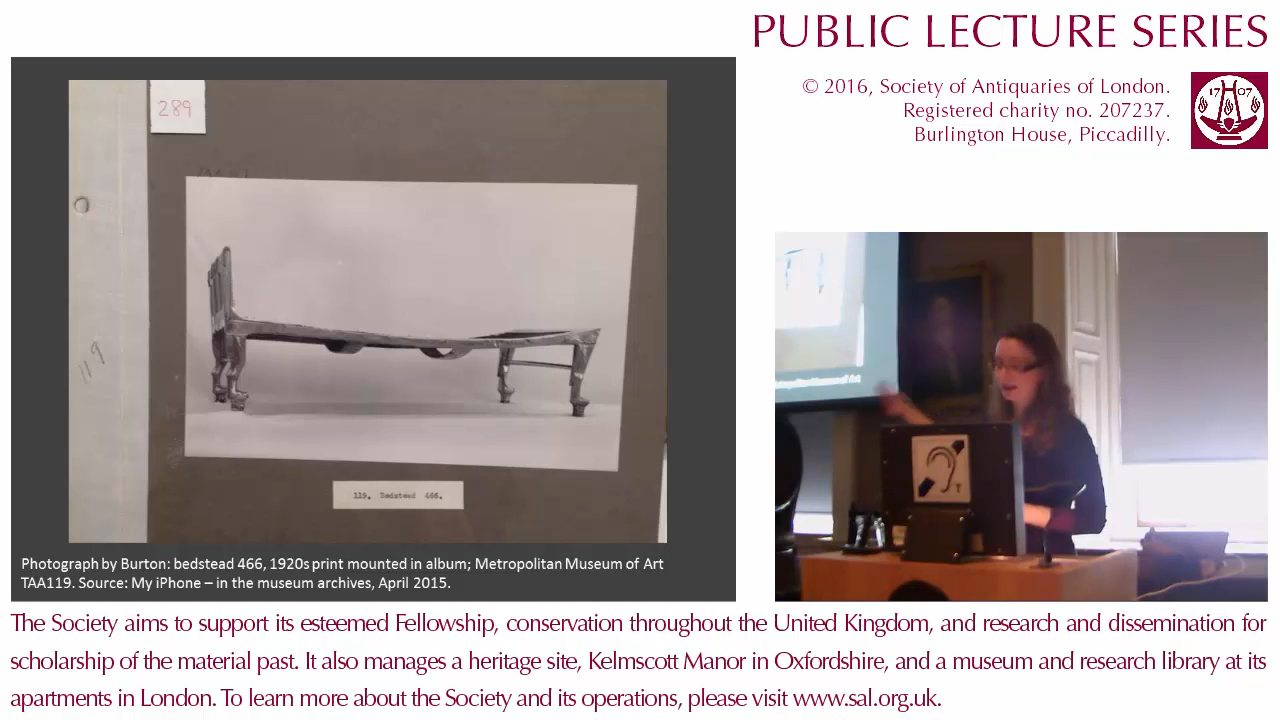 PUBLIC LECTURE SERIES
© 2016, Society of Antiquaries of London.
Registered charity no. 207237.
Burlington House, Piccadilly.
17 07
289
119
119. Bedstead 466.
Photograph by Burton: bedstead 466, 1920s print mounted in album; Metropolitan Museum of Art
TAA119. Source: My iPhone – in the museum archives, April 2015.
T
The Society aims to support its esteemed Fellowship, conservation throughout the United Kingdom, and research and dissemination for
scholarship of the material past. It also manages a heritage site, Kelmscott Manor in Oxfordshire, and a museum and research library at its
apartments in London. To learn more about the Society and its operations, please visit www.sal.org.uk.